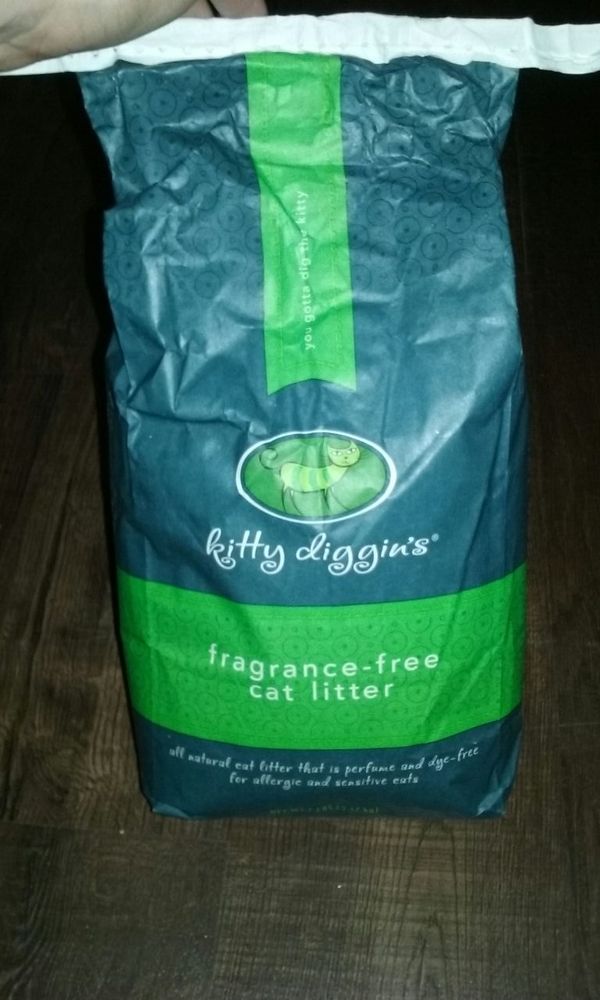 you gotta dig the kitty
kitty diggin's®
fragrance-free
cat litter
all natural cat litter that is perfume and dye-free
for allergic and sensitive cats